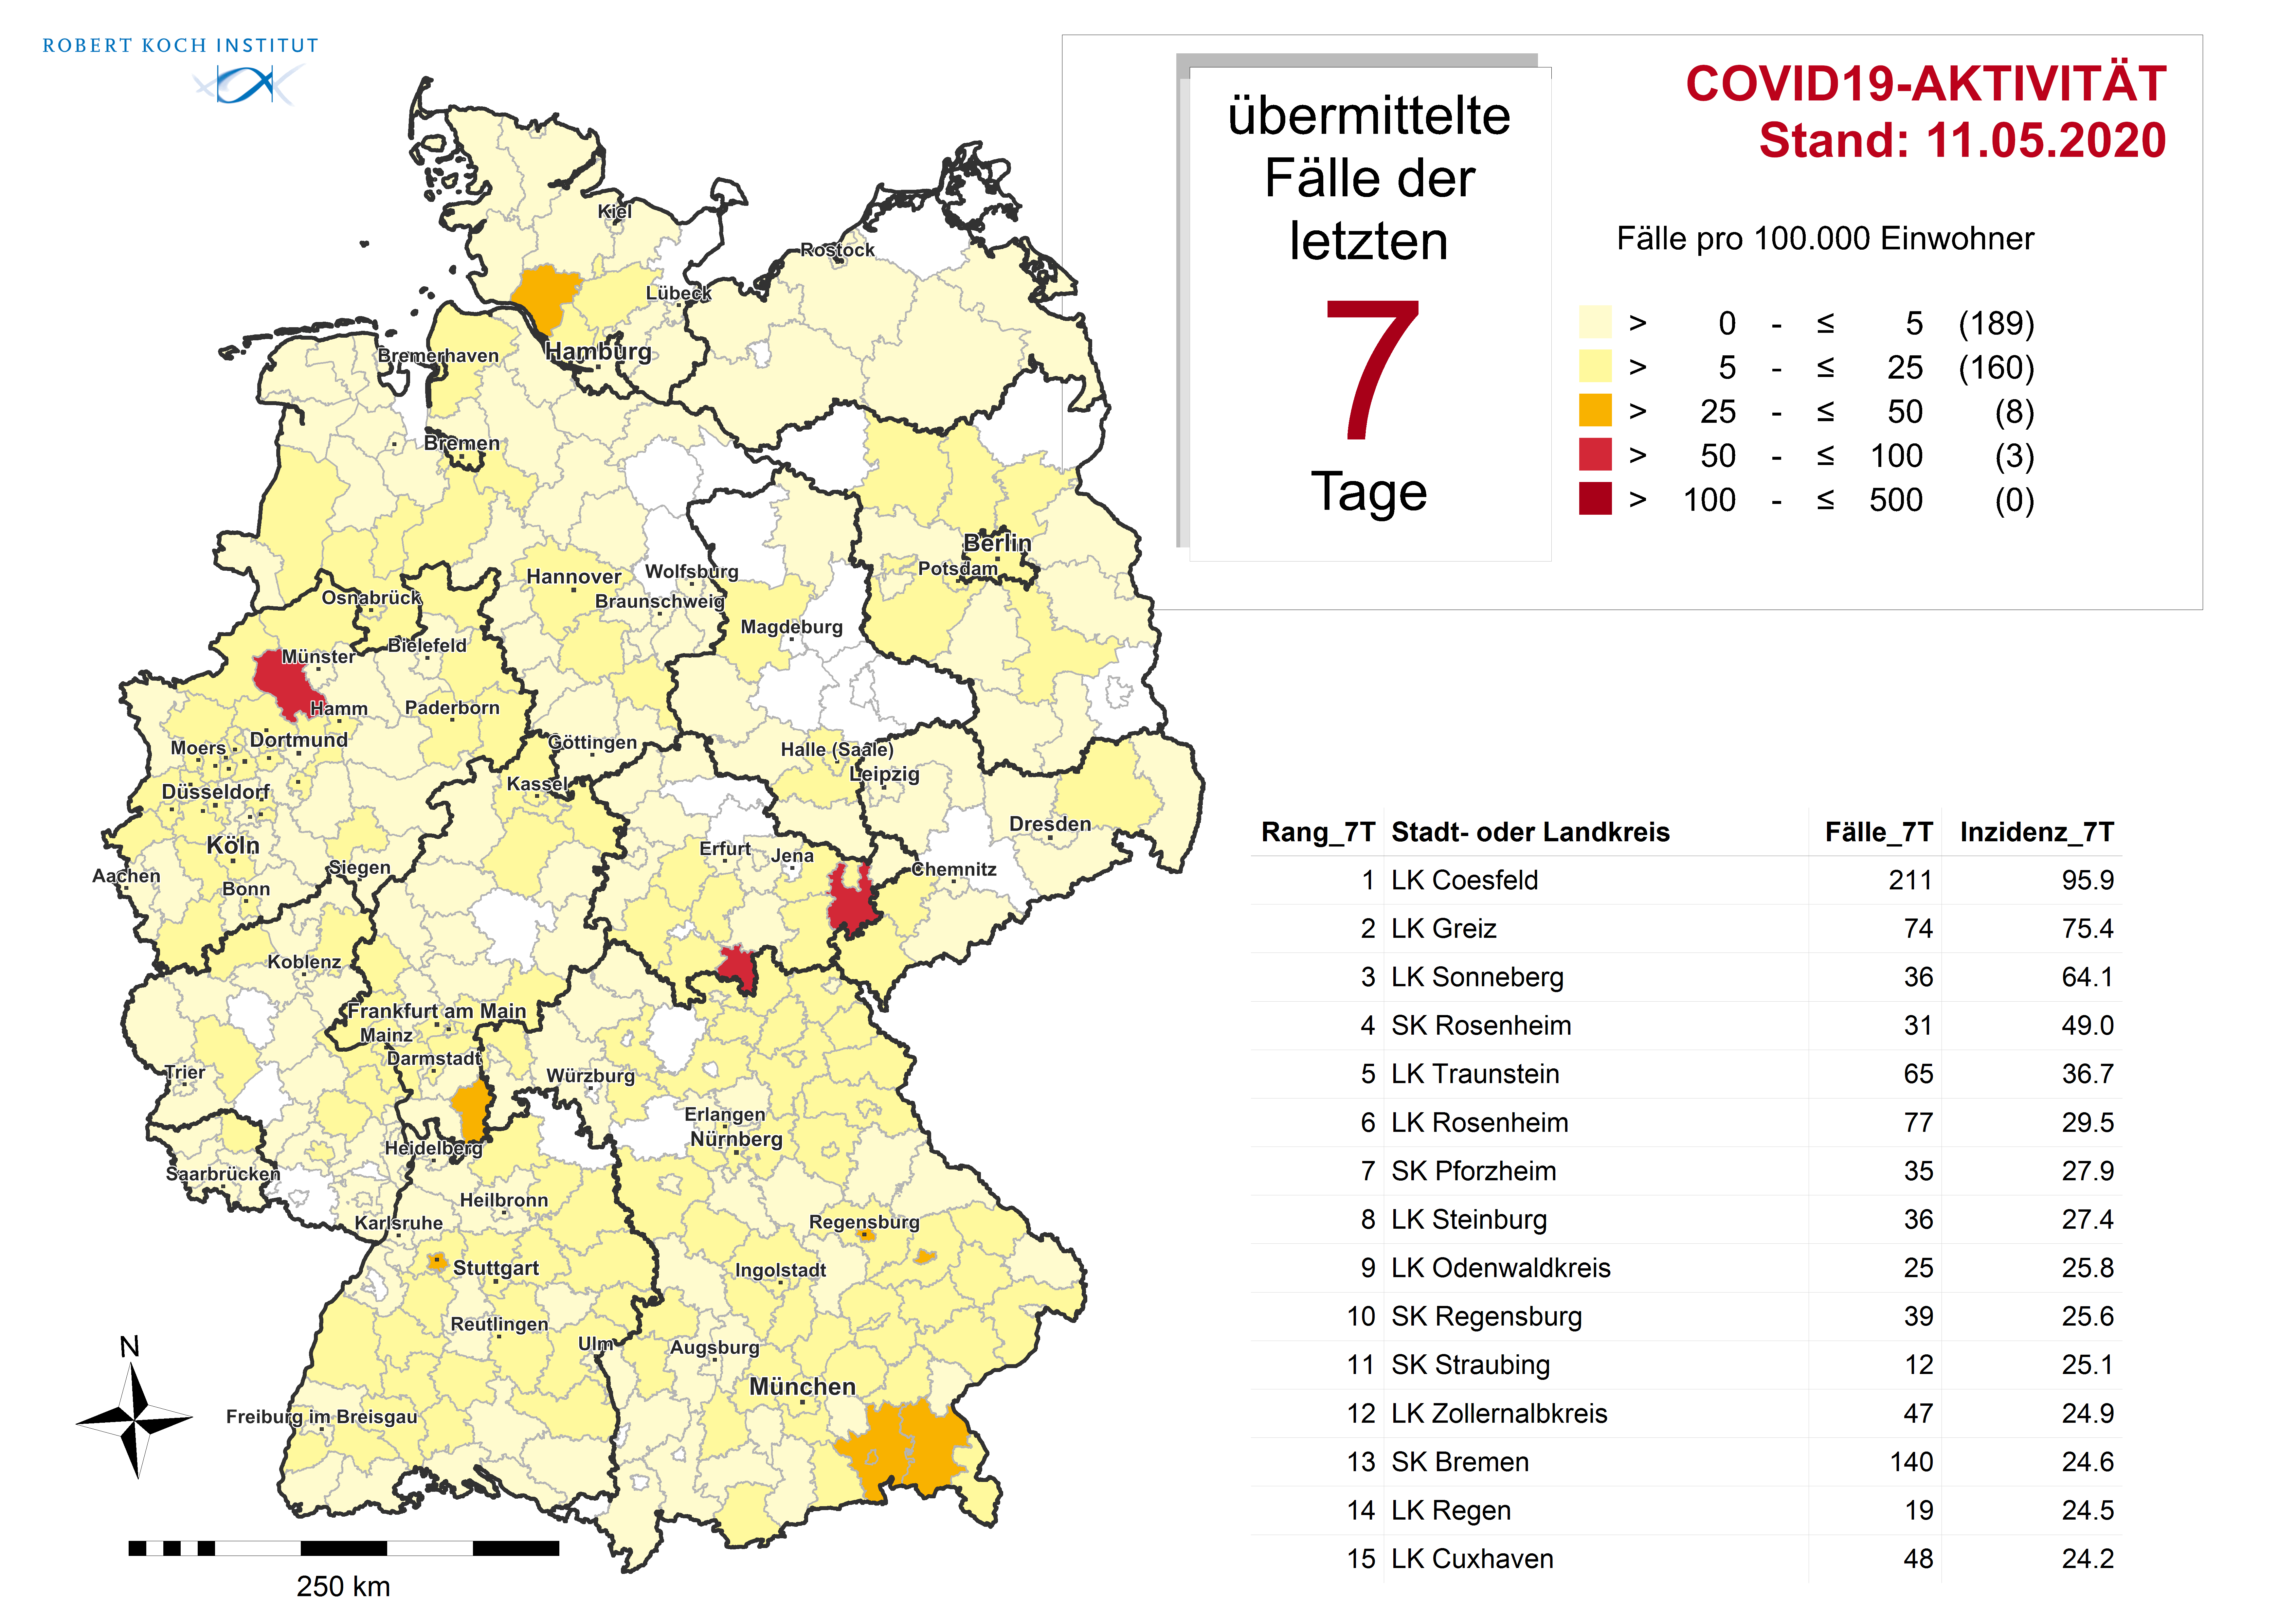 ROBERT KOCH INSTITUT
übermittelte
Fälle der
letzten
7
Tage
COVID19-AKTIVITÄT
Stand: 11.05.2020
Fälle pro 100.000 Einwohner
> 0 - ≤ 5 (189)
> 5 - ≤ 25 (160)
> 25 - ≤ 50 (8)
> 50 - ≤ 100 (3)
> 100 - ≤ 500 (0)
Kiel
Rostock
Lübeck
Bremerhaven
Hamburg
Bremen
Berlin
Potsdam
Hannover
Wolfsburg
Braunschweig
Osnabrück
Magdeburg
Bielefeld
Münster
Hamm
Paderborn
Moers
Dortmund
Göttingen
Halle (Saale)
Leipzig
Düsseldorf
Kassel
Dresden
Köln
Erfurt
Jena
Chemnitz
Aachen
Siegen
Bonn
Koblenz
Frankfurt am Main
Mainz
Darmstadt
Trier
Würzburg
Erlangen
Nürnberg
Heidelberg
Saarbrücken
Heilbronn
Karlsruhe
Regensburg
Stuttgart
Ingolstadt
Reutlingen
Ulm
Augsburg
München
Freiburg im Breisgau
N
250 km
Rang_7T Stadt- oder Landkreis Fälle_7T Inzidenz_7T
1 LK Coesfeld 211 95.9
2 LK Greiz 74 75.4
3 LK Sonneberg 36 64.1
4 SK Rosenheim 31 49.0
5 LK Traunstein 65 36.7
6 LK Rosenheim 77 29.5
7 SK Pforzheim 35 27.9
8 LK Steinburg 36 27.4
9 LK Odenwaldkreis 25 25.8
10 SK Regensburg 39 25.6
11 SK Straubing 12 25.1
12 LK Zollernalbkreis 47 24.9
13 SK Bremen 140 24.6
14 LK Regen 19 24.5
15 LK Cuxhaven 48 24.2